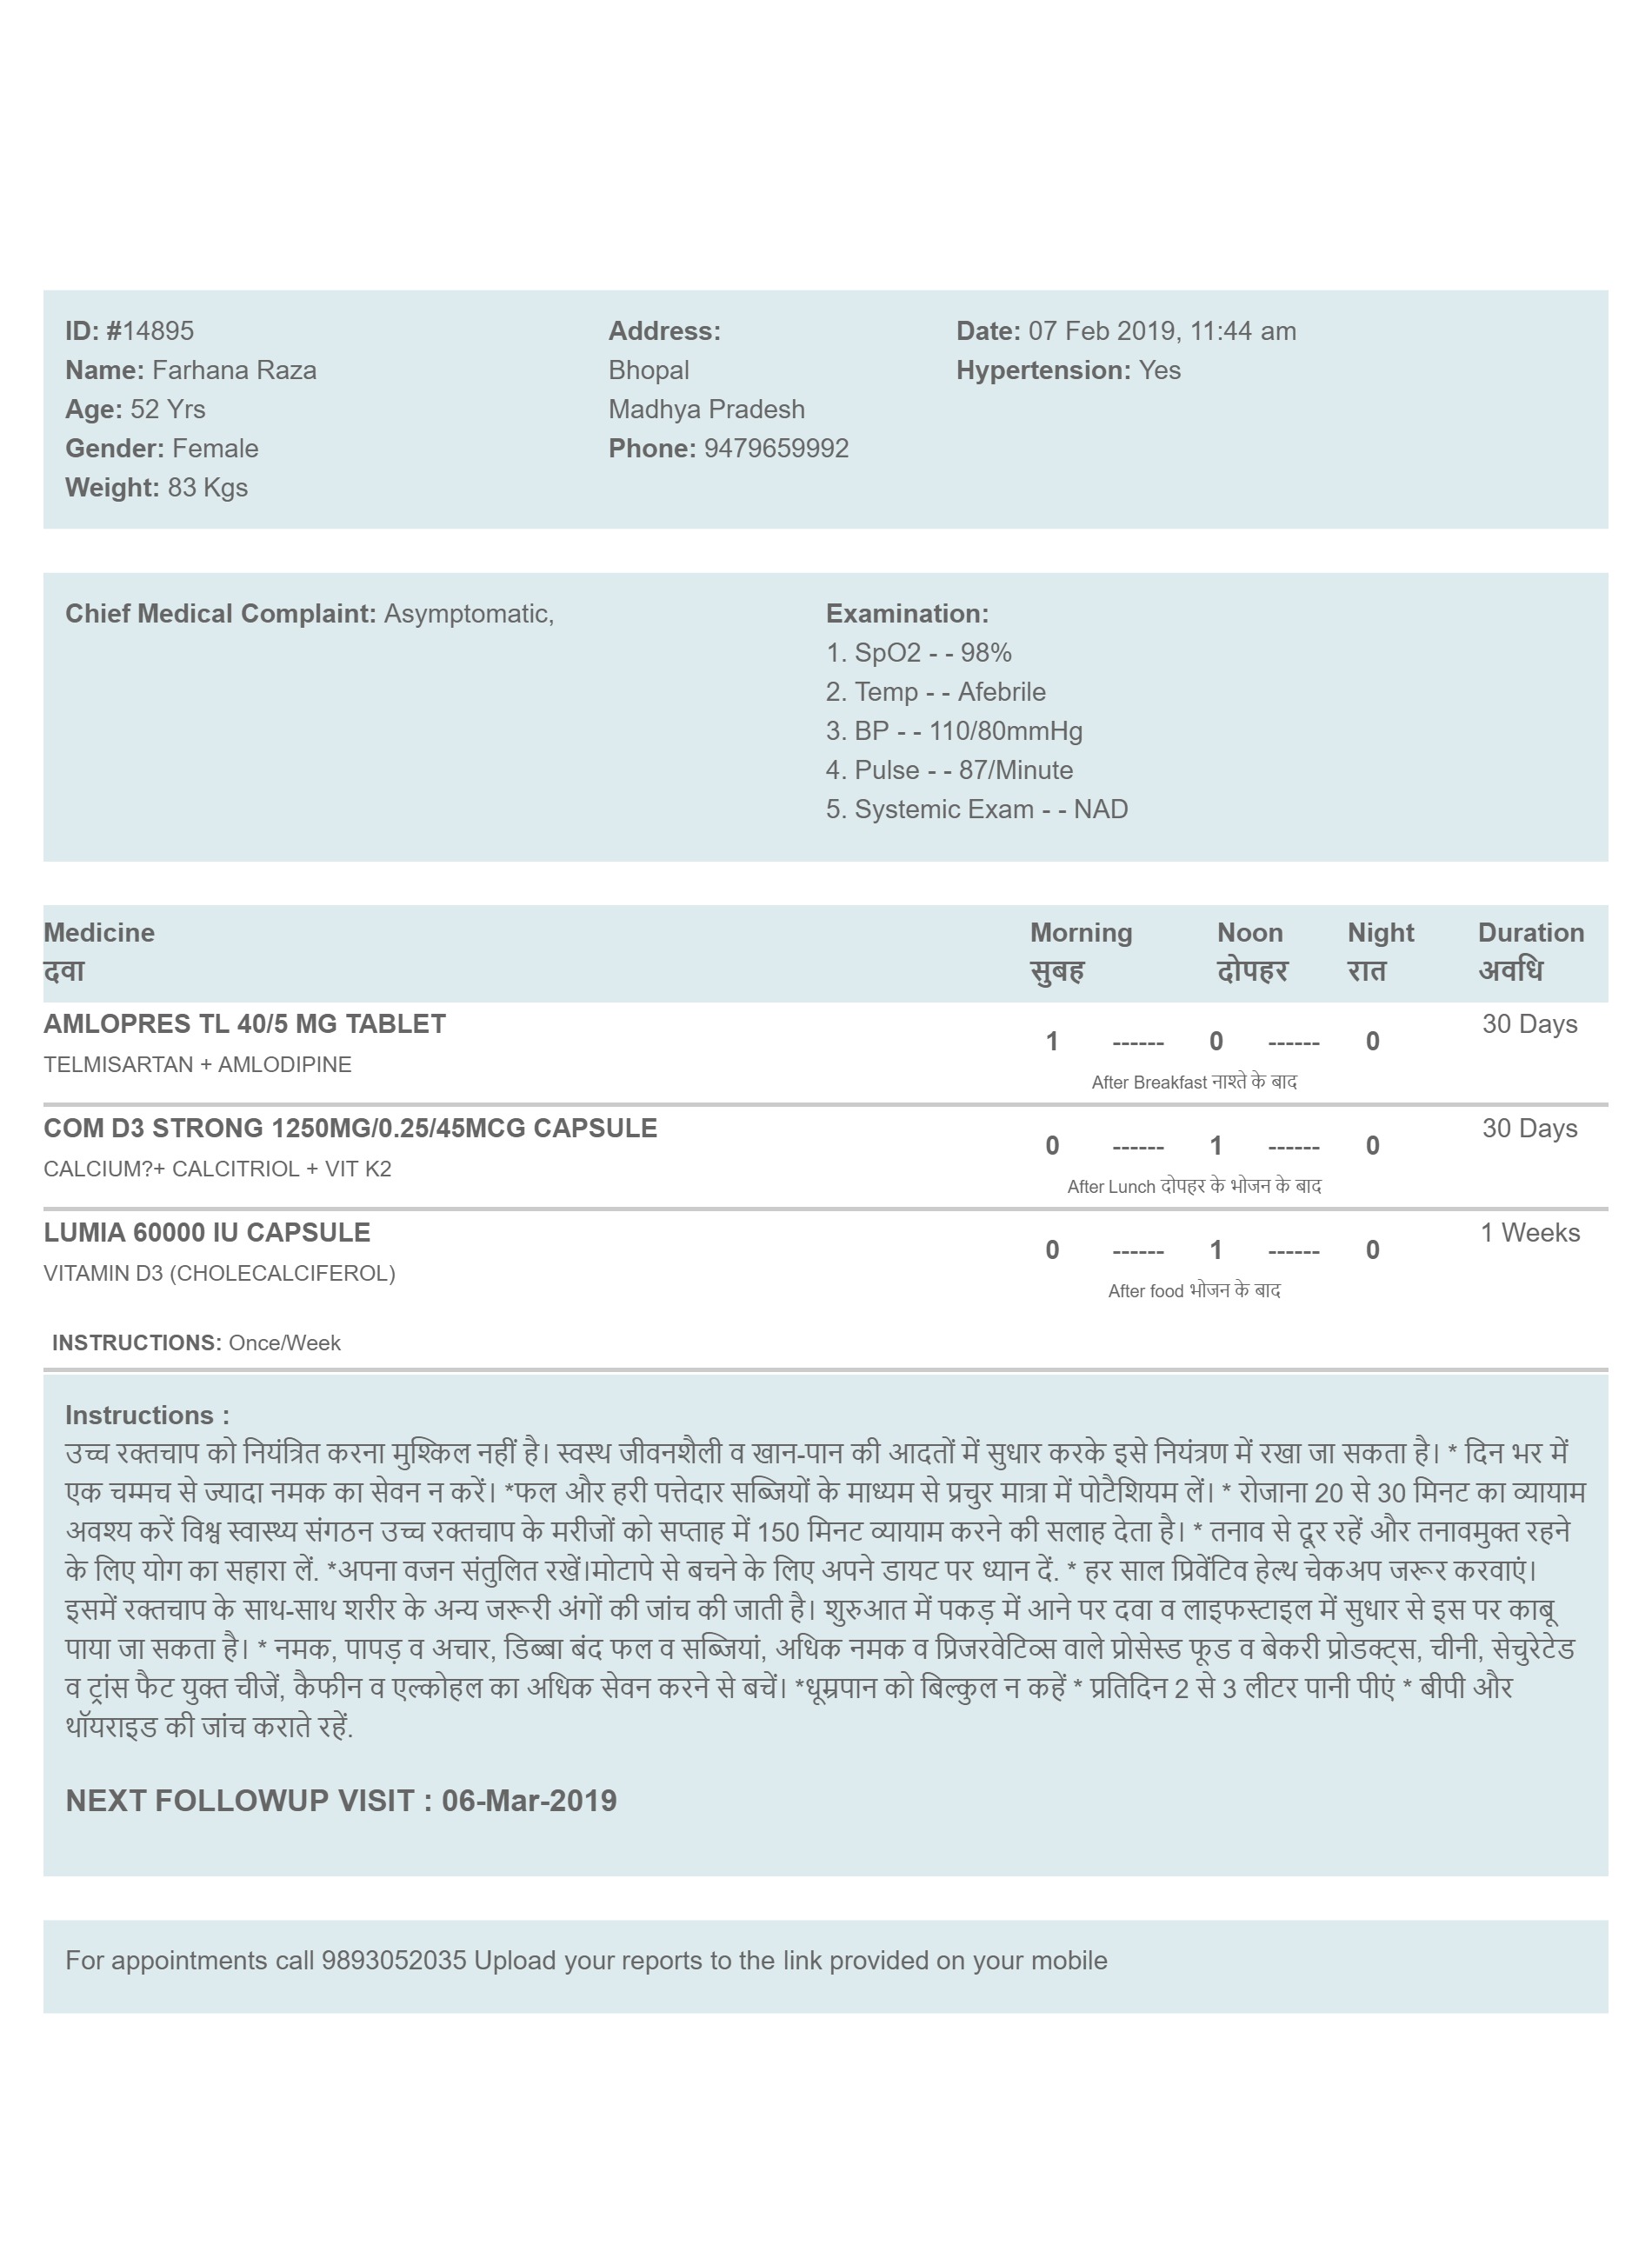 ID: #14895
Name: Farhana Raza
Age: 52 Yrs
Gender: Female
Weight: 83 Kgs
Address:
Bhopal
Madhya Pradesh
Phone: 9479659992
Date: 07 Feb 2019, 11:44 am
Hypertension: Yes
Chief Medical Complaint: Asymptomatic,
Examination:
1. SpO2 - - 98%
2. Temp - - Afebrile
3. BP - - 110/80mmHg
4. Pulse - - 87/Minute
5. Systemic Exam - - NAD
Medicine Morning Noon Night Duration
दवा सुबह दोपहर रात अवधि
AMLOPRES TL 40/5 MG TABLET 1 ------ 0 ------ 0 30 Days
TELMISARTAN + AMLODIPINE
After Breakfast नाश्ते के बाद
COM D3 STRONG 1250MG/0.25/45MCG CAPSULE 0 ------ 1 ------ 0 30 Days
CALCIUM?+ CALCITRIOL + VIT K2
After Lunch दोपहर के भोजन के बाद
LUMIA 60000 IU CAPSULE 0 ------ 1 ------ 0 1 Weeks
VITAMIN D3 (CHOLECALCIFEROL)
After food भोजन के बाद
INSTRUCTIONS: Once/Week
Instructions :
उच्च रक्तचाप को नियंत्रित करना मुश्किल नहीं है। स्वस्थ जीवनशैली व खान-पान की आदतों में सुधार करके इसे नियंत्रण में रखा जा सकता है। * दिन भर में
एक चम्मच से ज्यादा नमक का सेवन न करें। *फल और हरी पत्तेदार सब्जियों के माध्यम से प्रचुर मात्रा में पोटैशियम लें। * रोजाना 20 से 30 मिनट का व्यायाम
अवश्य करें विश्व स्वास्थ्य संगठन उच्च रक्तचाप के मरीजों को सप्ताह में 150 मिनट व्यायाम करने की सलाह देता है। * तनाव से दूर रहें और तनावमुक्त रहने
के लिए योग का सहारा लें. *अपना वजन संतुलित रखें।मोटापे से बचने के लिए अपने डायट पर ध्यान दें. * हर साल प्रिवेंटिव हेल्थ चेकअप जरूर करवाएं।
इसमें रक्तचाप के साथ-साथ शरीर के अन्य जरूरी अंगों की जांच की जाती है। शुरुआत में पकड़ में आने पर दवा व लाइफस्टाइल में सुधार से इस पर काबू
पाया जा सकता है। * नमक, पापड़ व अचार, डिब्बा बंद फल व सब्जियां, अधिक नमक व प्रिजरवेटिव्स वाले प्रोसेस्ड फूड व बेकरी प्रोडक्ट्स, चीनी, सेचुरेटेड
व ट्रांस फैट युक्त चीजें, कैफीन व एल्कोहल का अधिक सेवन करने से बचें। *धूम्रपान को बिल्कुल न कहें * प्रतिदिन 2 से 3 लीटर पानी पीएं * बीपी और
थॉयराइड की जांच कराते रहें.
NEXT FOLLOWUP VISIT : 06-Mar-2019
For appointments call 9893052035 Upload your reports to the link provided on your mobile